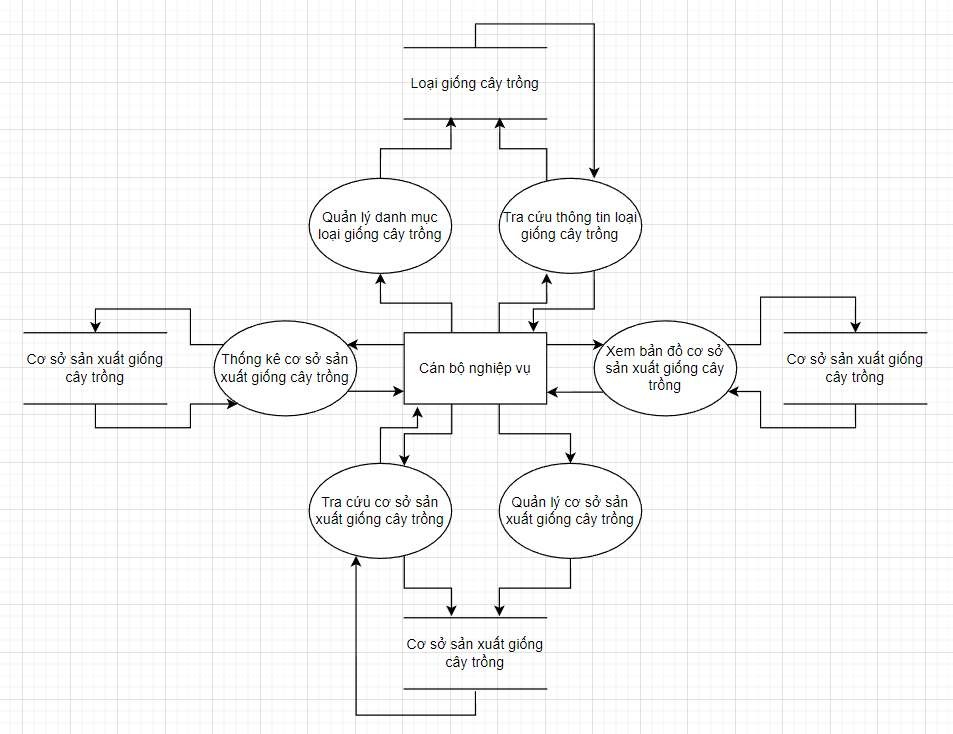 Loại giống cây trồng
Quản lý danh mục
loại giống cây trồng
Tra cứu thông tin loại
giống cây trồng
Cơ sở sản xuất giống
cây trồng
Thống kê cơ sở sản
xuất giống cây trồng
Cán bộ nghiệp vụ
Xem bản đồ cơ sở
sản xuất giống cây
trồng
Cơ sở sản xuất giống
cây trồng
Tra cứu cơ sở sản
xuất giống cây trồng
Quản lý cơ sở sản
xuất giống cây trồng
Cơ sở sản xuất giống
cây trồng